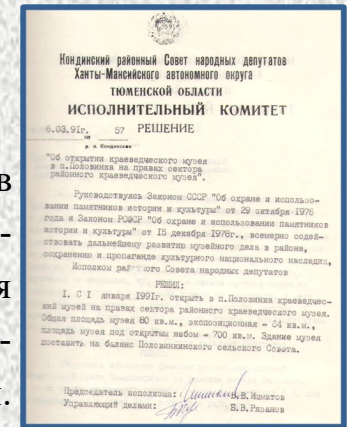 Кондинский районный Совет народных депутатов
Ханты-Мансийского автономного округа
ТЮМЕНСКОЙ ОБЛАСТИ
ИСПОЛНИТЕЛЬНЫЙ КОМИТЕТ
6.03.91г. № 57 РЕШЕНИЕ
р. п. Кондинское
"Об открытии краеведческого музея
в п.Половинка на правах сектора
районного краеведческого музея".
Руководствуясь Законом СССР "Об охране и использо-
вании памятников истории и культуры" от 29 октября 1976
года и Законом РСФСР "Об охране и использовании памятников
истории и культуры" от 15 декабря 1978г., всемерно содей-
ствовать дальнейшему развитию музейного дела в районе,
сохранению и пропаганде культурного национального наследия,
Исполком районного Совета народных депутатов
РЕШИЛ:
I. С I января 1991г. открыть в п.Половинка краеведчес-
кий музей на правах сектора районного краеведческого музея.
Общая площадь музея 80 кв.м., экспозиционная – 54 кв.м.,
площадь музея под открытым небом – 700 кв.м. Здание музея
поставить на баланс Половинкинского сельского Совета.
Председатель исполкома: В.В.Ишматов
Управляющий делами: В.В.Рязанов
в
-
я
-
.